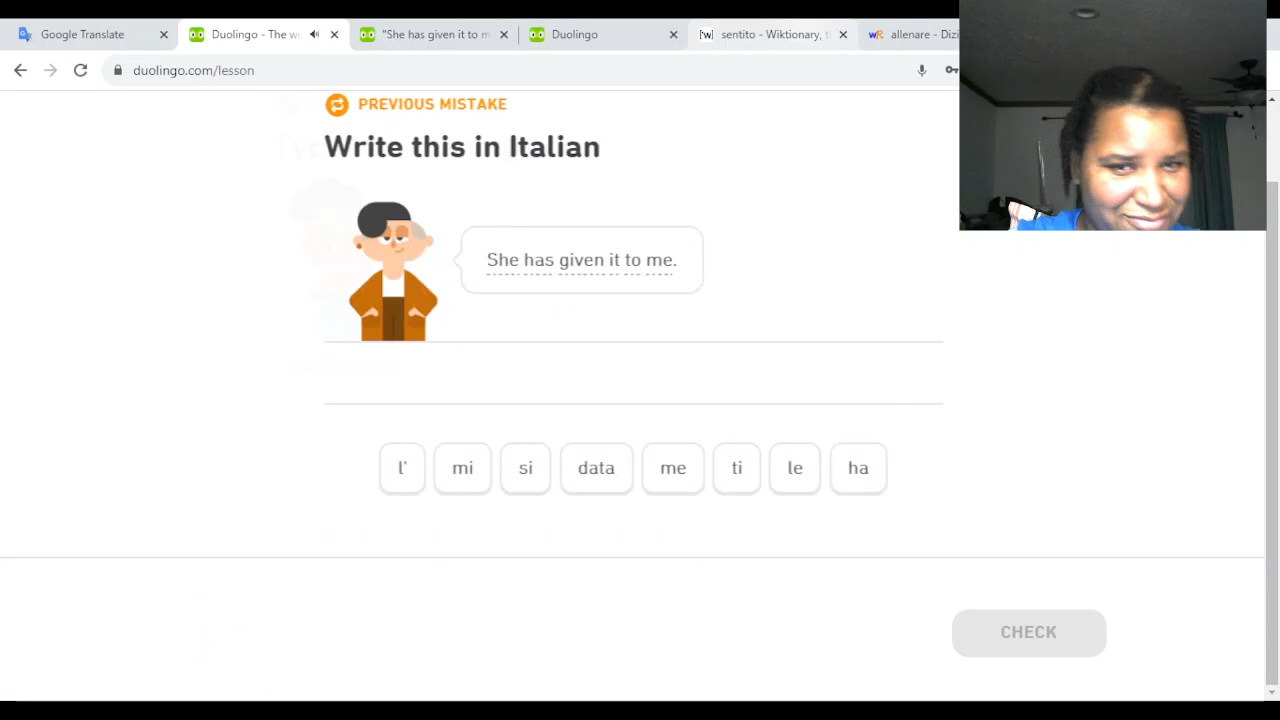 Google Translate
Duolingo - The w
"She has given it to m
Duolingo
[w] sentito - Wiktionary, t
wR allenare - Dizi
duolingo.com/lesson
PREVIOUS MISTAKE
Write this in Italian
She has given it to me.
l' mi si data me ti le ha
CHECK